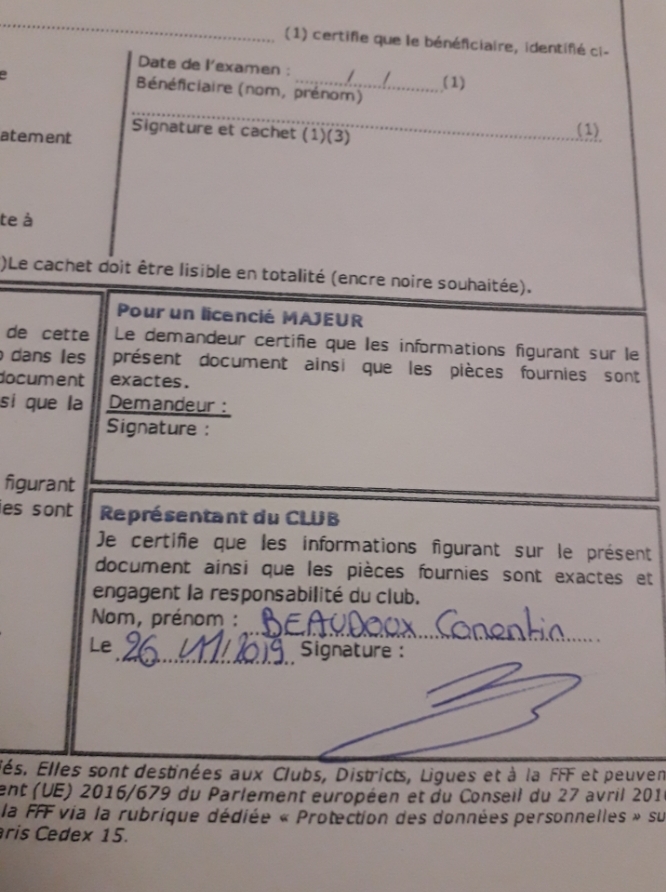 (1) certifie que le bénéficiaire, identifié ci-
e
Date de l'examen : ....../....../............(1)
Bénéficiaire (nom, prénom)
(1)
atement
Signature et cachet (1)(3)
te à
)Le cachet doit être lisible en totalité (encre noire souhaitée).
de cette
dans les
document
si que la
figurant
ies sont
Pour un licencié MAJEUR
Le demandeur certifie que les informations figurant sur le
présent document ainsi que les pièces fournies sont
exactes.
Demandeur :
Signature :
Représentant du CLUB
Je certifie que les informations figurant sur le présent
document ainsi que les pièces fournies sont exactes et
engagent la responsabilité du club.
Nom, prénom : BEAUDOUX Corentin
Le 26/11/2019 Signature :
iés. Elles sont destinées aux Clubs, Districts, Ligues et à la FFF et peuven
ent (UE) 2016/679 du Parlement européen et du Conseil du 27 avril 201
la FFF via la rubrique dédiée « Protection des données personnelles » su
aris Cedex 15.